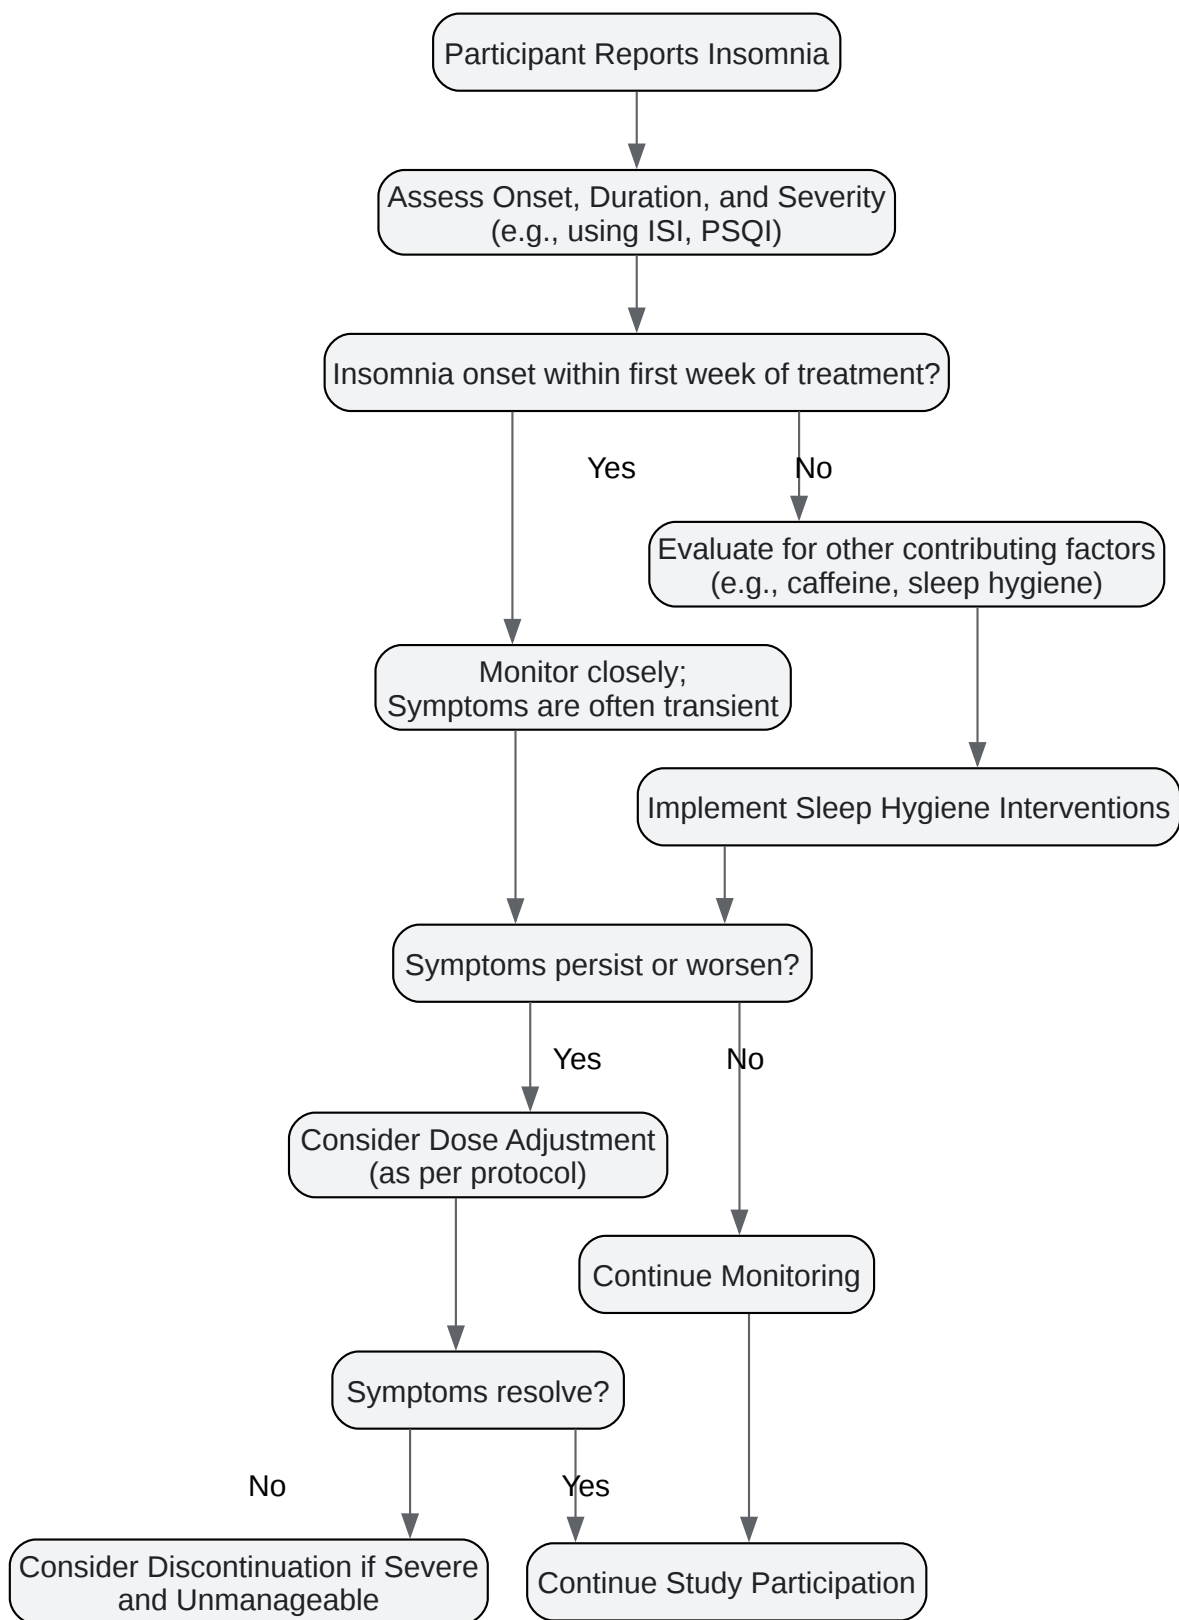 Participant Reports Insomnia
Assess Onset, Duration, and Severity
(e.g., using ISI, PSQI)
Insomnia onset within first week of treatment?
Yes
No
Evaluate for other contributing factors
(e.g., caffeine, sleep hygiene)
Monitor closely;
Symptoms are often transient
Implement Sleep Hygiene Interventions
Symptoms persist or worsen?
Yes
No
Consider Dose Adjustment
(as per protocol)
Continue Monitoring
Symptoms resolve?
No
Yes
Consider Discontinuation if Severe
and Unmanageable
Continue Study Participation